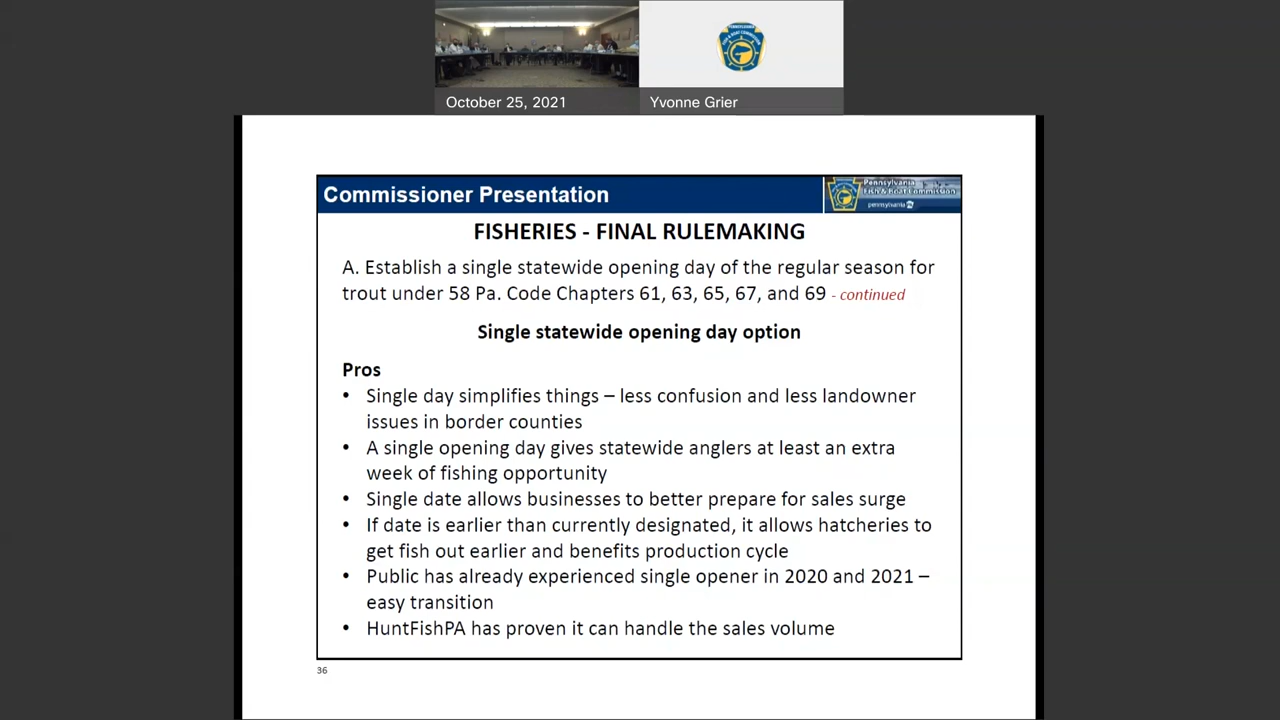 October 25, 2021
Yvonne Grier
Commissioner Presentation
Pennsylvania
Fish & Boat Commission
pennsylvania
FISHERIES - FINAL RULEMAKING
A. Establish a single statewide opening day of the regular season for
trout under 58 Pa. Code Chapters 61, 63, 65, 67, and 69 - continued
Single statewide opening day option
Pros
• Single day simplifies things – less confusion and less landowner
issues in border counties
• A single opening day gives statewide anglers at least an extra
week of fishing opportunity
• Single date allows businesses to better prepare for sales surge
• If date is earlier than currently designated, it allows hatcheries to
get fish out earlier and benefits production cycle
• Public has already experienced single opener in 2020 and 2021 –
easy transition
• HuntFishPA has proven it can handle the sales volume
36